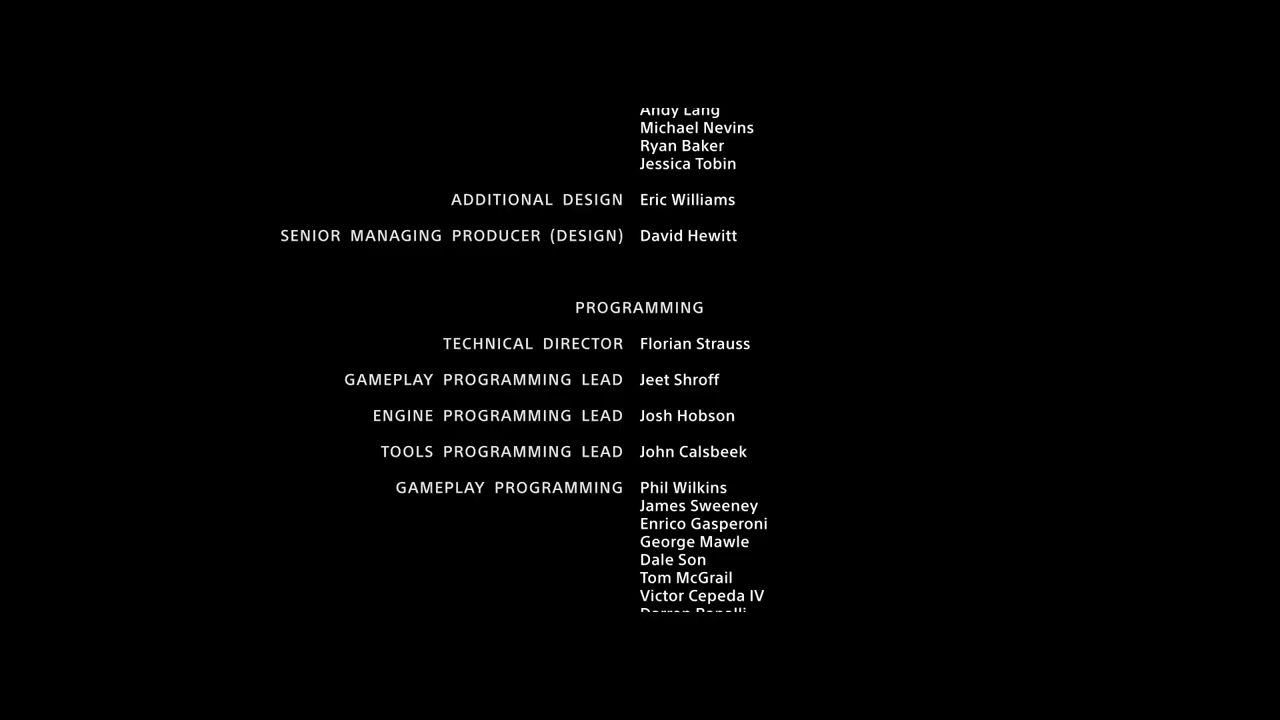 Andy Lang
Michael Nevins
Ryan Baker
Jessica Tobin
ADDITIONAL DESIGN Eric Williams
SENIOR MANAGING PRODUCER (DESIGN) David Hewitt
PROGRAMMING
TECHNICAL DIRECTOR Florian Strauss
GAMEPLAY PROGRAMMING LEAD Jeet Shroff
ENGINE PROGRAMMING LEAD Josh Hobson
TOOLS PROGRAMMING LEAD John Calsbeek
GAMEPLAY PROGRAMMING Phil Wilkins
James Sweeney
Enrico Gasperoni
George Mawle
Dale Son
Tom McGrail
Victor Cepeda IV